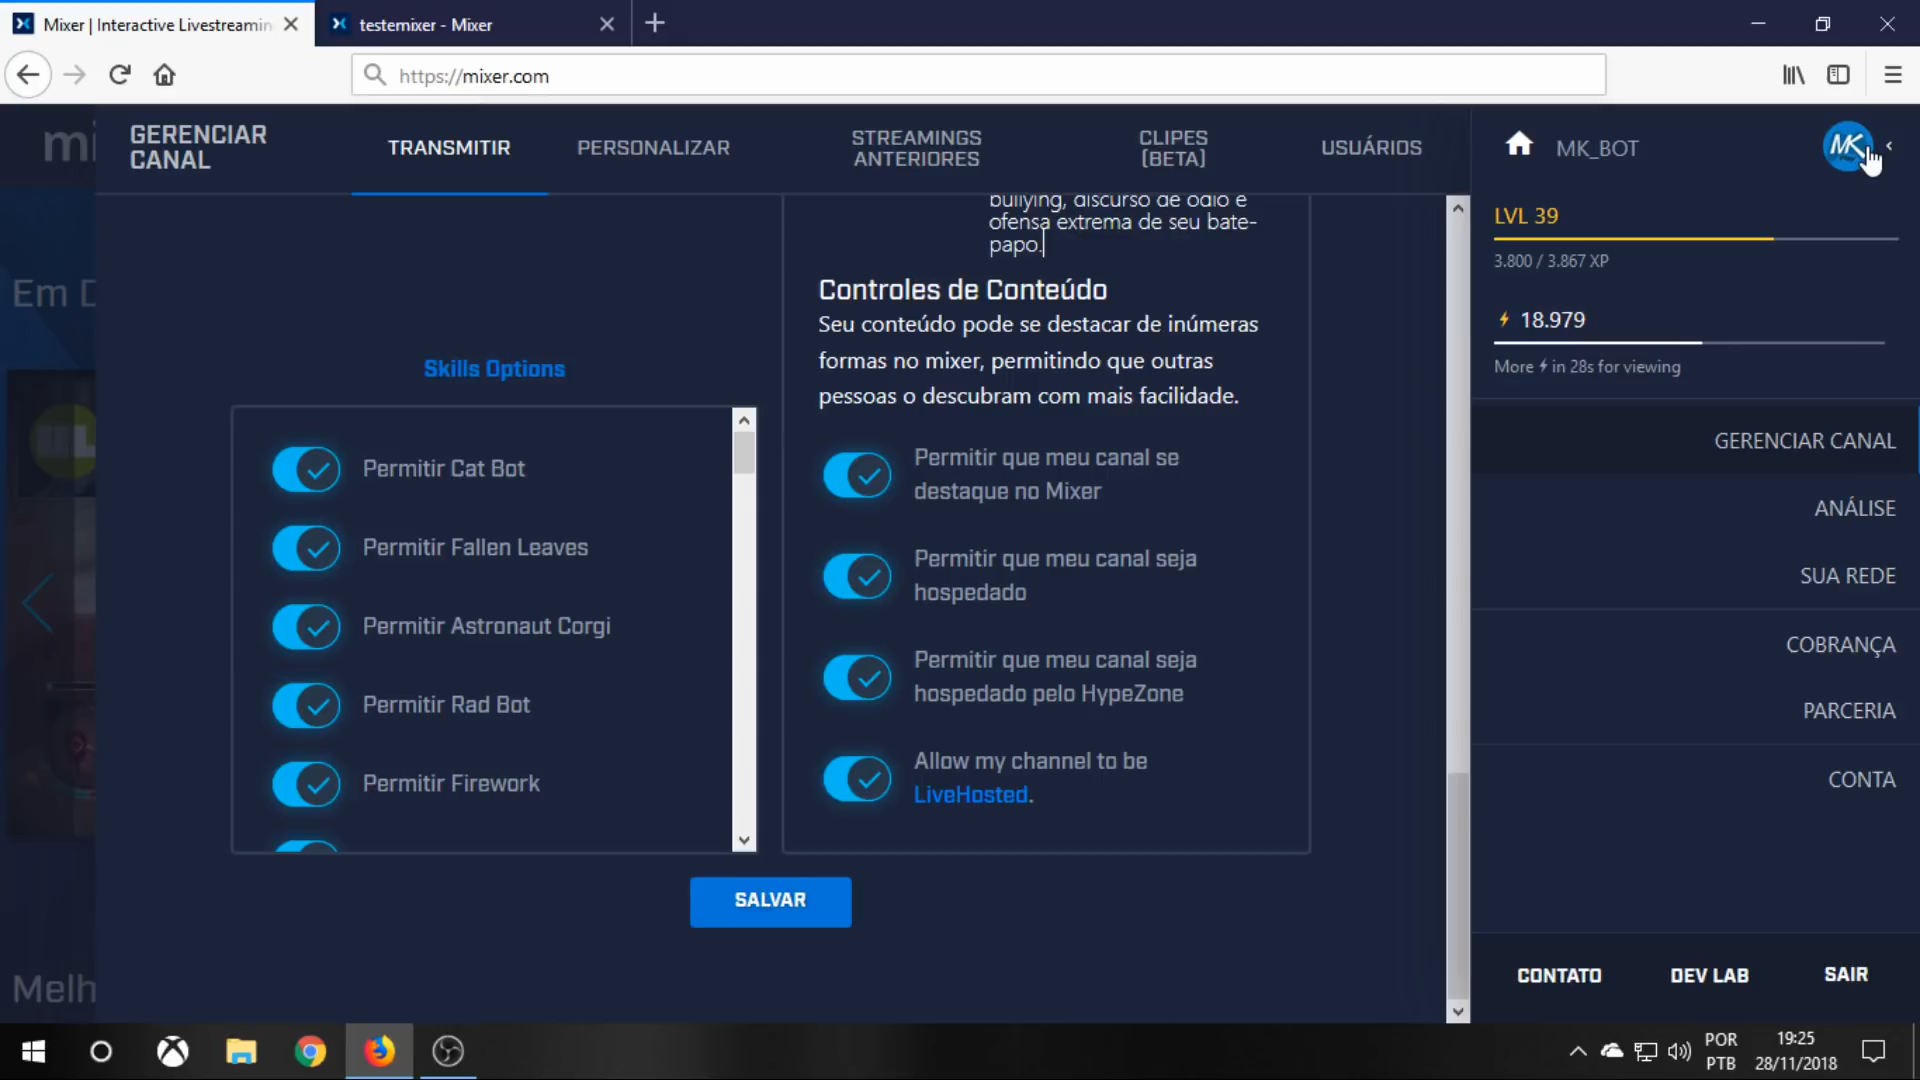 Mixer | Interactive Livestreamin
testemixer - Mixer
https://mixer.com
mi
GERENCIAR
CANAL
TRANSMITIR
PERSONALIZAR
STREAMINGS
ANTERIORES
CLIPES
[BETA]
USUÁRIOS
MK_BOT
MK
bullying, discurso de ódio e
ofensa extrema de seu bate-
papo.
LVL 39
3.800 / 3.867 XP
Em D
Controles de Conteúdo
Seu conteúdo pode se destacar de inúmeras
formas no mixer, permitindo que outras
pessoas o descubram com mais facilidade.
18.979
More in 28s for viewing
Skills Options
Permitir Cat Bot
Permitir Fallen Leaves
Permitir Astronaut Corgi
Permitir Rad Bot
Permitir Firework
Permitir que meu canal se
destaque no Mixer
Permitir que meu canal seja
hospedado
Permitir que meu canal seja
hospedado pelo HypeZone
Allow my channel to be
LiveHosted.
GERENCIAR CANAL
ANÁLISE
SUA REDE
COBRANÇA
PARCERIA
CONTA
SALVAR
Melh
CONTATO
DEV LAB
SAIR
POR
PTB
19:25
28/11/2018